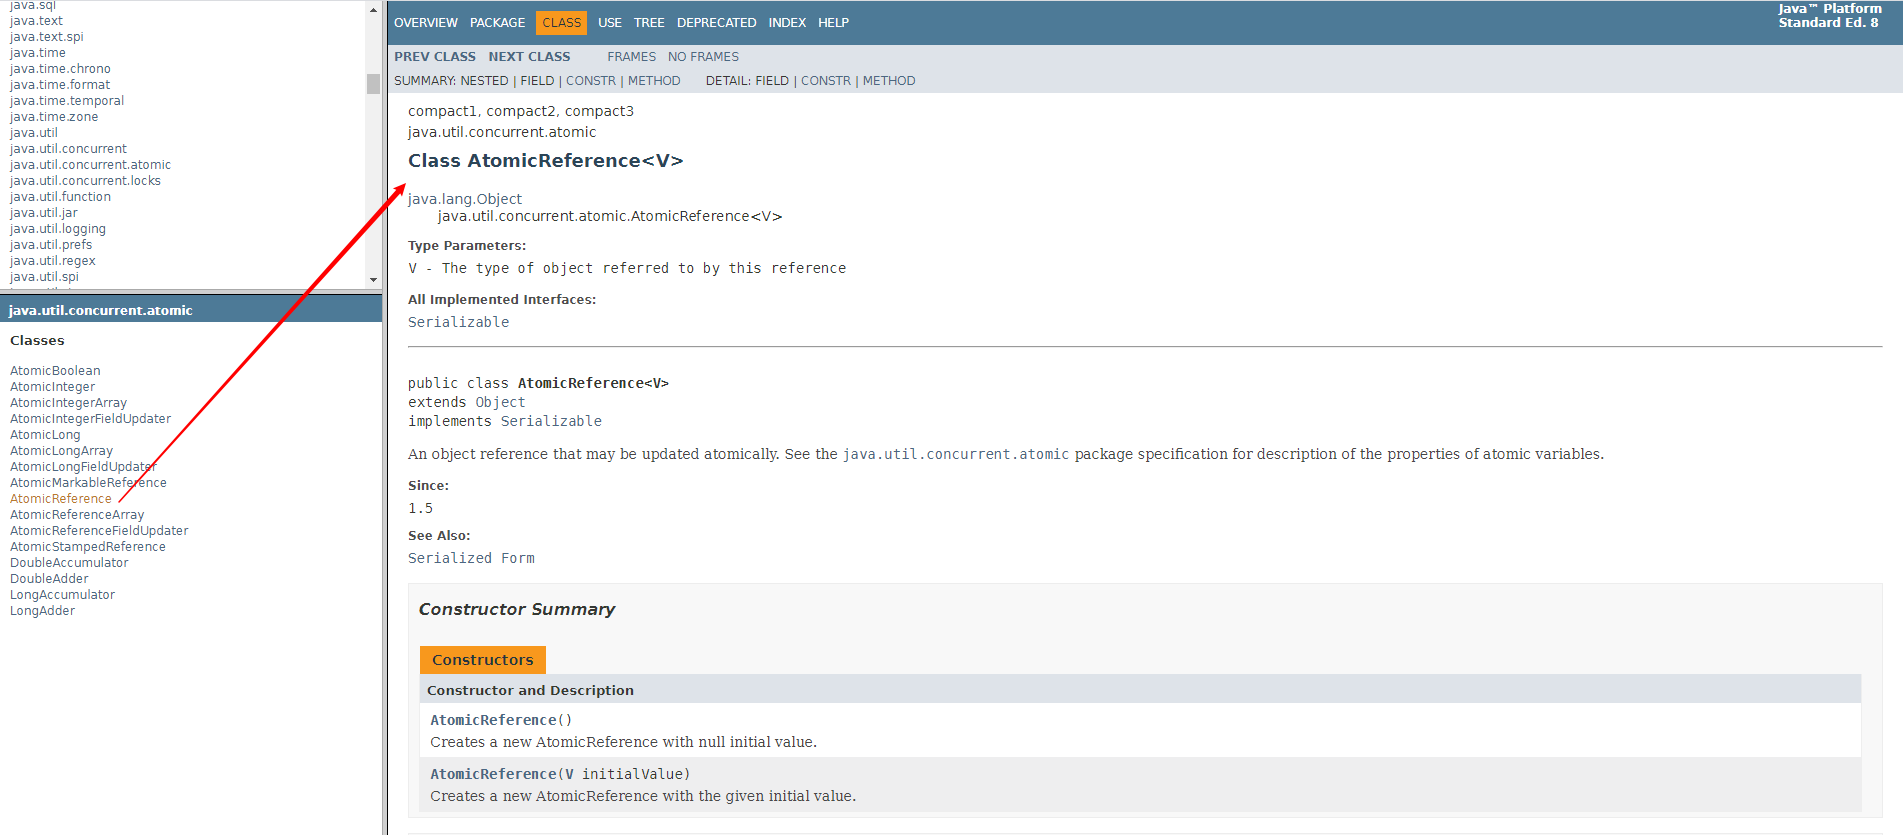 java.sql
java.text
java.text.spi
java.time
java.time.chrono
java.time.format
java.time.temporal
java.time.zone
java.util
java.util.concurrent
java.util.concurrent.atomic
java.util.concurrent.locks
java.util.function
java.util.jar
java.util.logging
java.util.prefs
java.util.regex
java.util.spi
java.util.concurrent.atomic
Classes
AtomicBoolean
AtomicInteger
AtomicIntegerArray
AtomicIntegerFieldUpdater
AtomicLong
AtomicLongArray
AtomicLongFieldUpdater
AtomicMarkableReference
AtomicReference
AtomicReferenceArray
AtomicReferenceFieldUpdater
AtomicStampedReference
DoubleAccumulator
DoubleAdder
LongAccumulator
LongAdder
OVERVIEW PACKAGE CLASS USE TREE DEPRECATED INDEX HELP
Java™ Platform
Standard Ed. 8
PREV CLASS NEXT CLASS FRAMES NO FRAMES
SUMMARY: NESTED | FIELD | CONSTR | METHOD DETAIL: FIELD | CONSTR | METHOD
compact1, compact2, compact3
java.util.concurrent.atomic
Class AtomicReference<V>
java.lang.Object
java.util.concurrent.atomic.AtomicReference<V>
Type Parameters:
V - The type of object referred to by this reference
All Implemented Interfaces:
Serializable
public class AtomicReference<V>
extends Object
implements Serializable
An object reference that may be updated atomically. See the java.util.concurrent.atomic package specification for description of the properties of atomic variables.
Since:
1.5
See Also:
Serialized Form
Constructor Summary
Constructors
Constructor and Description
AtomicReference()
Creates a new AtomicReference with null initial value.
AtomicReference(V initialValue)
Creates a new AtomicReference with the given initial value.